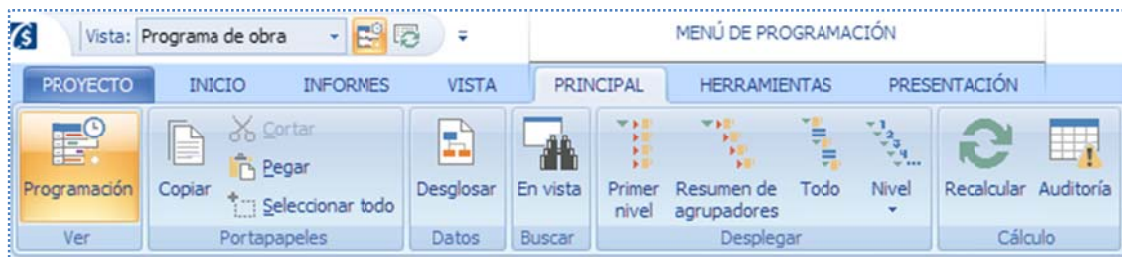 Vista: Programa de obra
MENÚ DE PROGRAMACIÓN
PROYECTO INICIO INFORMES VISTA PRINCIPAL HERRAMIENTAS PRESENTACIÓN
Programación
Copiar
Cortar
Pegar
Seleccionar todo
Desglosar
En vista
Primer
nivel
Resumen de
agrupadores
Todo
Nivel
Recalcular
Auditoría
Ver Portapapeles Datos Buscar Desplegar Cálculo